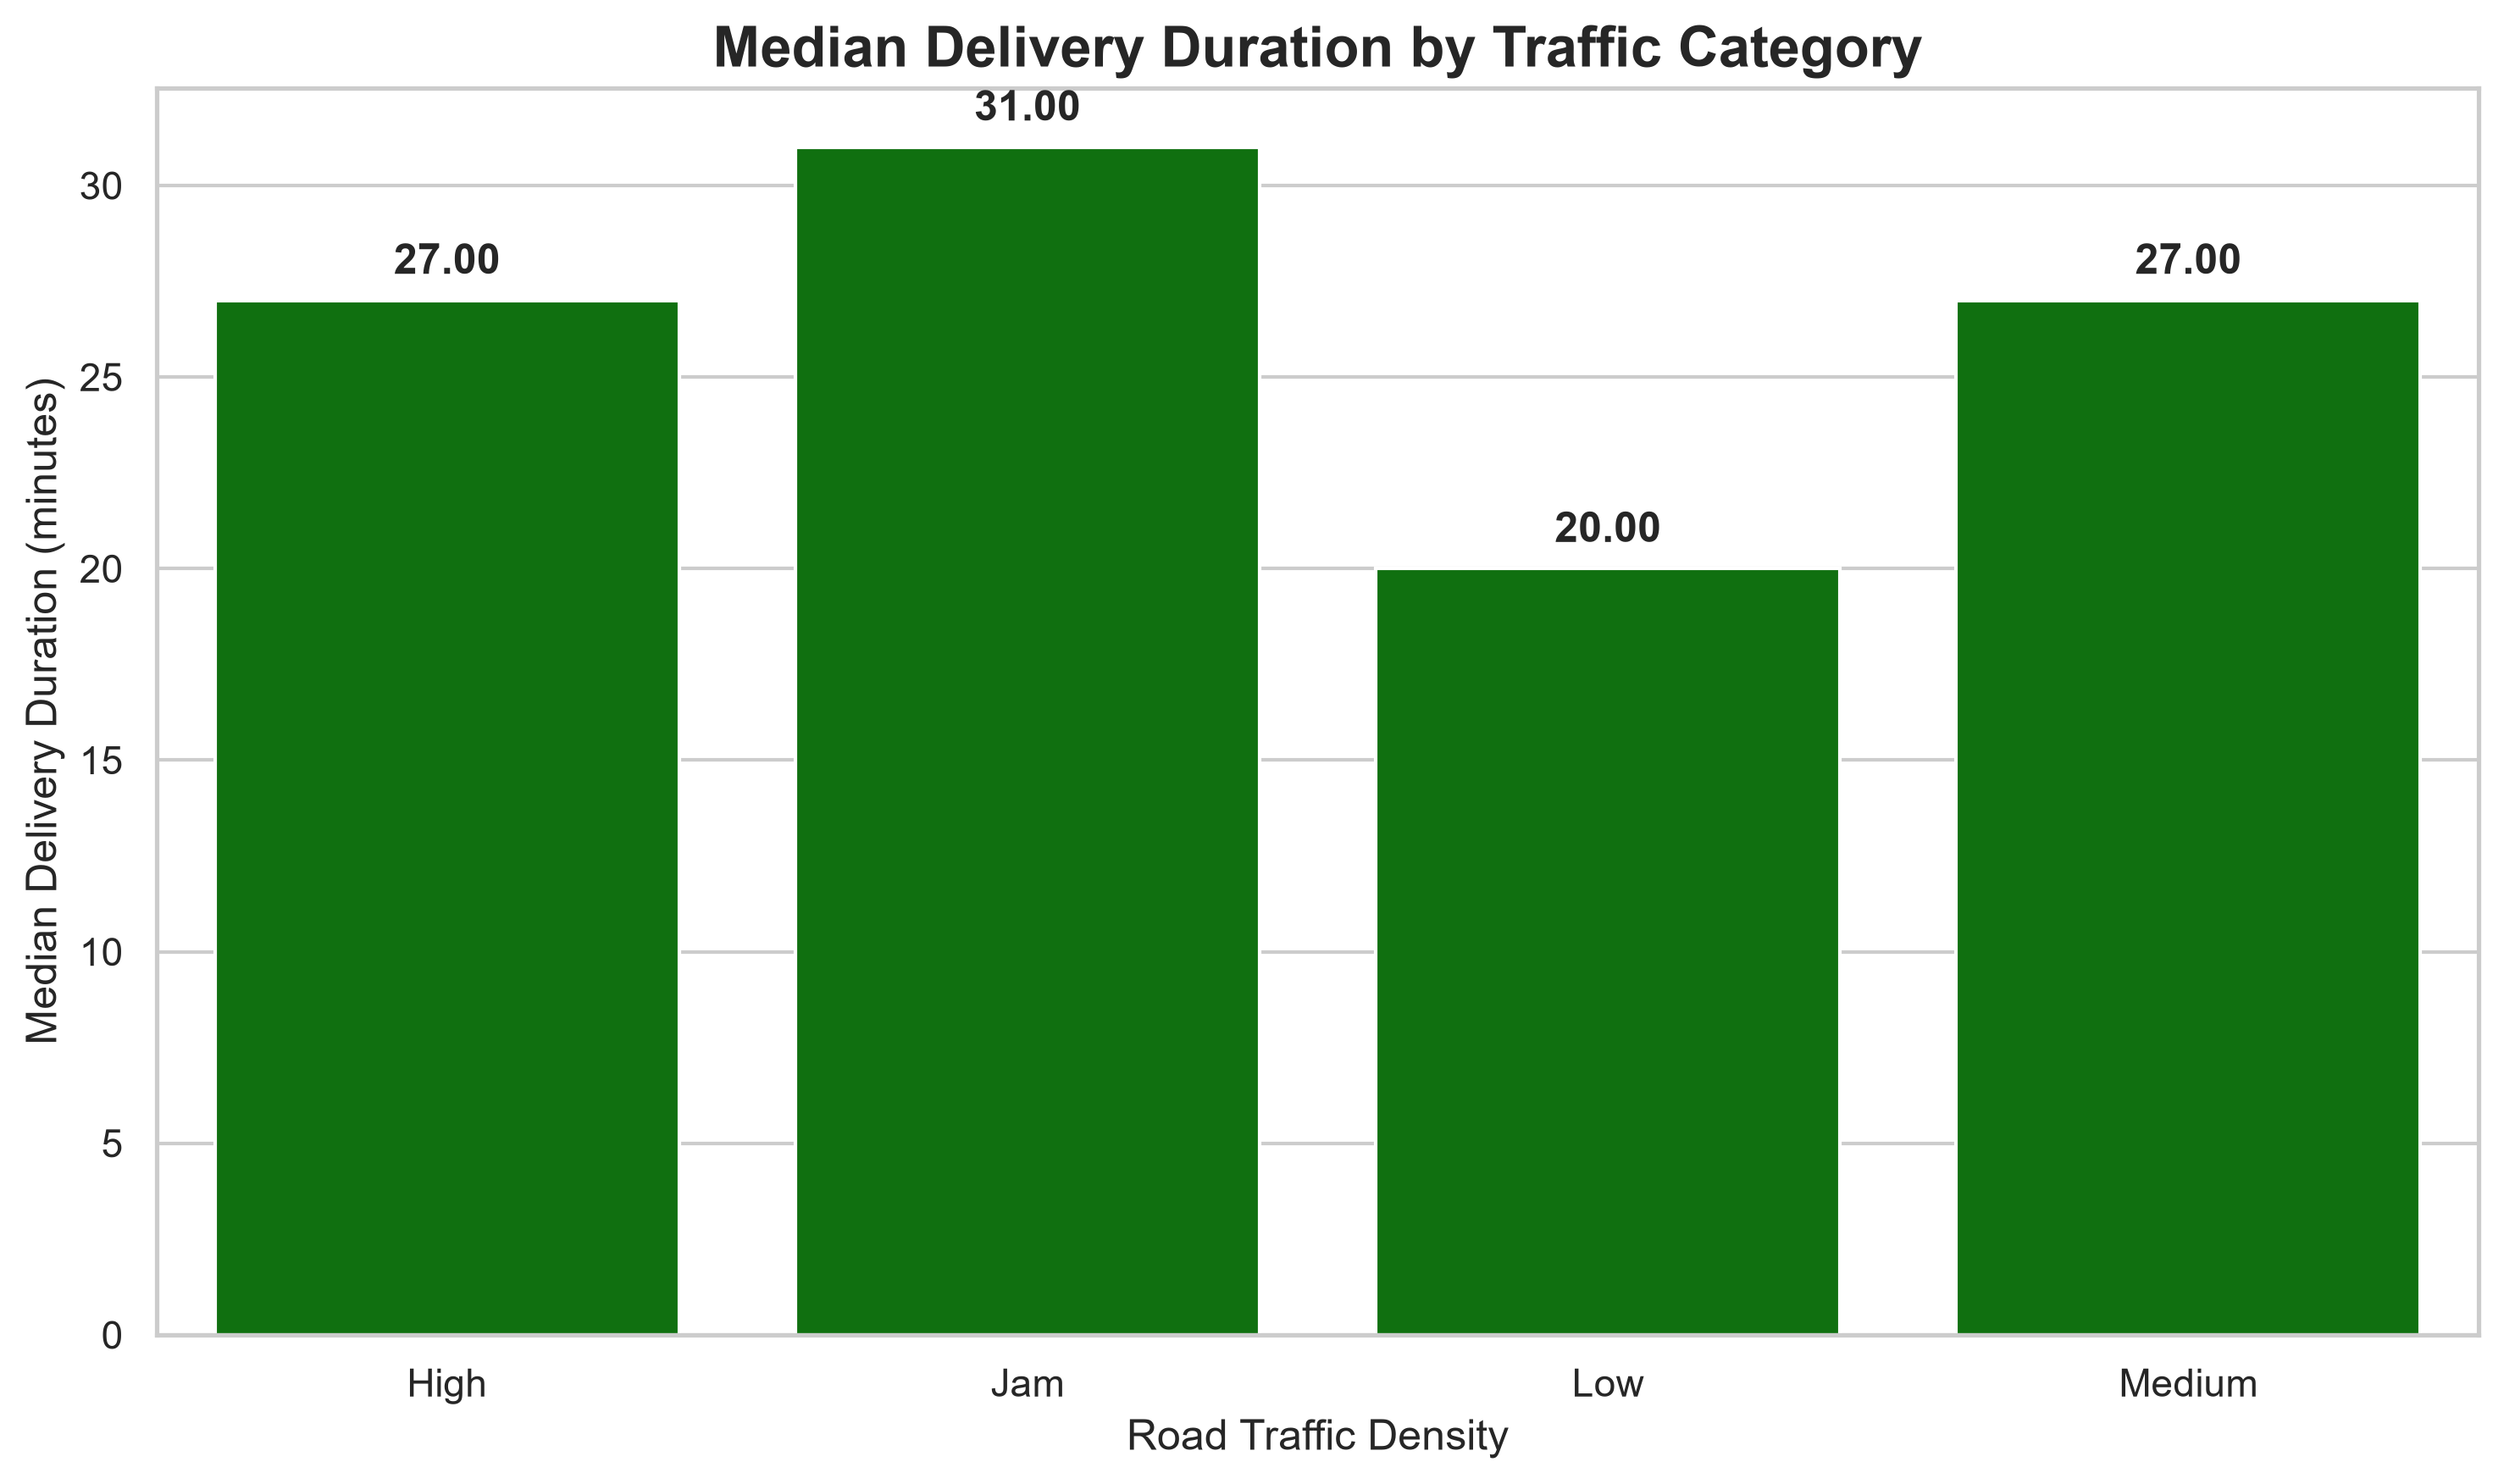 Median Delivery Duration by Traffic Category
31.00
27.00
27.00
20.00
Median Delivery Duration (minutes)
30
25
20
15
10
5
0
High
Jam
Low
Medium
Road Traffic Density